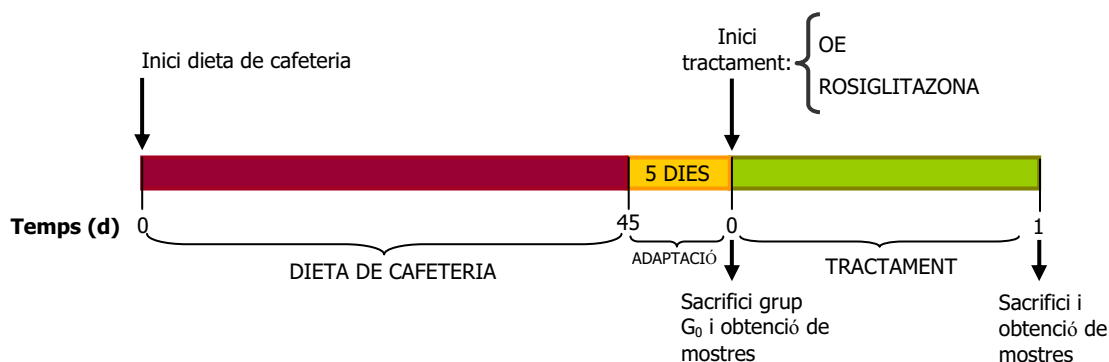 Inici dieta de cafeteria
Inici
tractament:
OE
ROSIGLITAZONA
5 DIES
Temps (d)
0
45
0
1
DIETA DE CAFETERIA
ADAPTACIÓ
TRACTAMENT
Sacrifici grup
G₀ i obtenció de
mostres
Sacrifici i
obtenció de
mostres